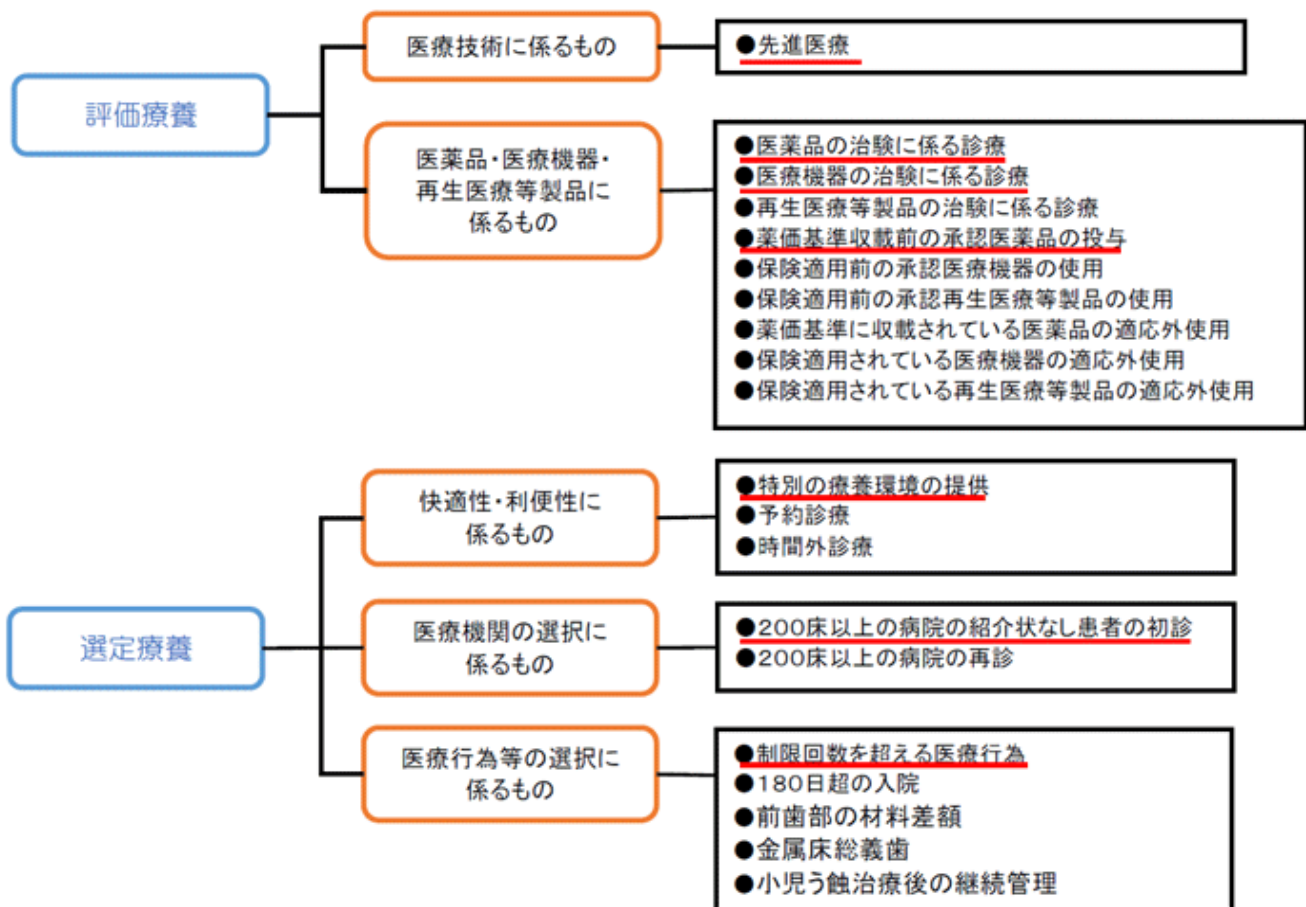 医療技術に係るもの
●先進医療
評価療養
医薬品・医療機器・
再生医療等製品に
係るもの
●医薬品の治験に係る診療
●医療機器の治験に係る診療
●再生医療等製品の治験に係る診療
●薬価基準収載前の承認医薬品の投与
●保険適用前の承認医療機器の使用
●保険適用前の承認再生医療等製品の使用
●薬価基準に収載されている医薬品の適応外使用
●保険適用されている医療機器の適応外使用
●保険適用されている再生医療等製品の適応外使用
快適性・利便性に
係るもの
●特別の療養環境の提供
●予約診療
●時間外診療
選定療養
医療機関の選択に
係るもの
●200床以上の病院の紹介状なし患者の初診
●200床以上の病院の再診
医療行為等の選択に
係るもの
●制限回数を超える医療行為
●180日超の入院
●前歯部の材料差額
●金属床総義歯
●小児う蝕治療後の継続管理